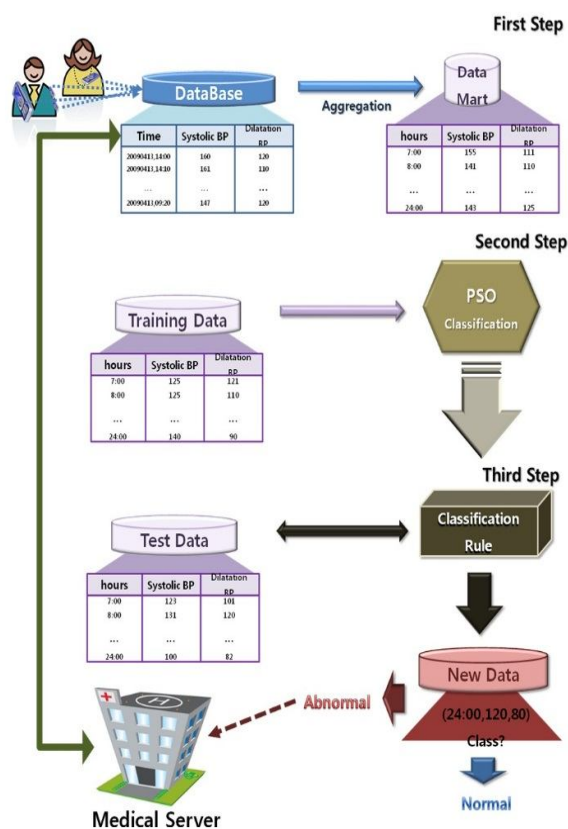 First Step
DataBase
Aggregation
Data
Mart
Time Systolic BP Dilatation BP
20090413,14:00 160 120
20090413,14:10 161 110
... ... ...
20090413,09:20 147 120
hours Systolic BP Dilatation BP
7:00 155 111
8:00 141 110
... ... ...
24:00 143 125
Second Step
PSO
Classification
Training Data
hours Systolic BP Dilatation BP
7:00 125 121
8:00 125 110
... ... ...
24:00 140 90
Third Step
Classification
Rule
Test Data
hours Systolic BP Dilatation BP
7:00 123 101
8:00 131 120
... ... ...
24:00 100 82
New Data
(24:00,120,80)
Class?
Abnormal
Normal
H
Medical Server